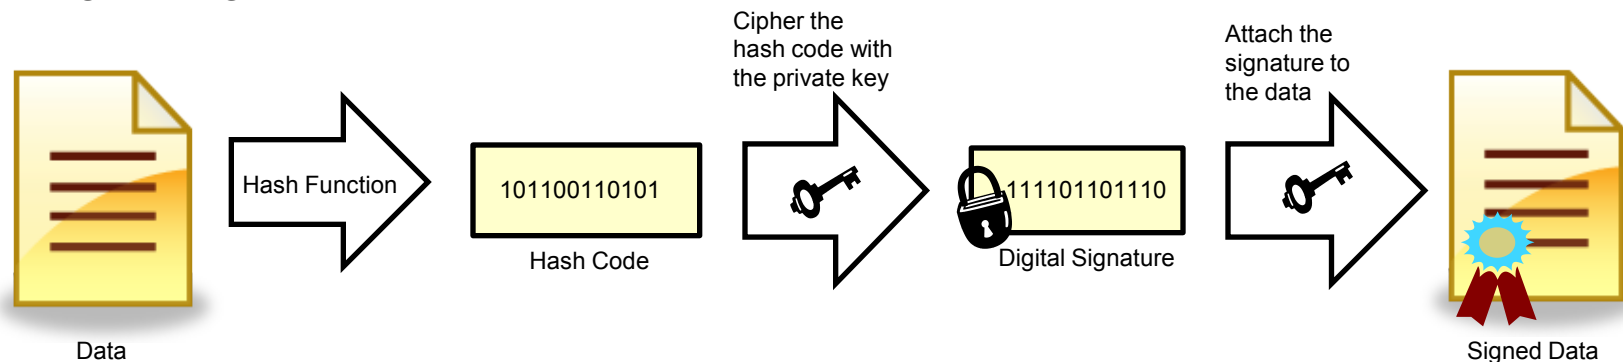 Cipher the
hash code with
the private key
Attach the
signature to
the data
Hash Function
101100110101
111101101110
Hash Code
Digital Signature
Data
Signed Data